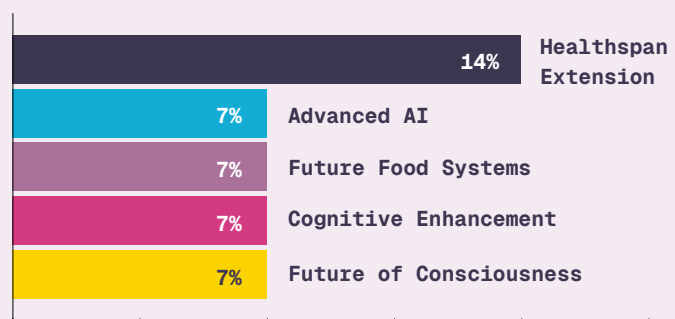 14%
Healthspan
Extension
7%
Advanced AI
7%
Future Food Systems
7%
Cognitive Enhancement
7%
Future of Consciousness